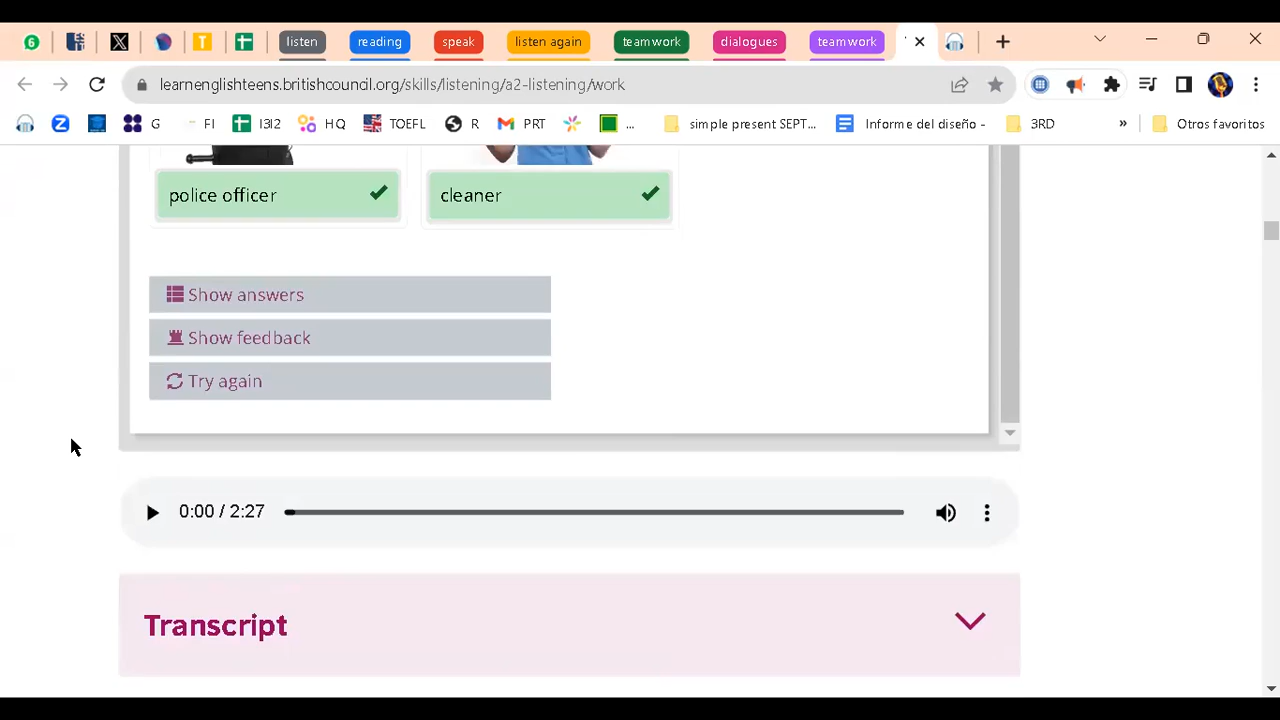 listen reading speak listen again teamwork dialogues teamwork
learnenglishteens.britishcouncil.org/skills/listening/a2-listening/work
G FI I3I2 HQ TOEFL R PRT ... simple present SEPT... Informe del diseño - 3RD » Otros favoritos
police officer cleaner
Show answers
Show feedback
Try again
0:00 / 2:27
Transcript